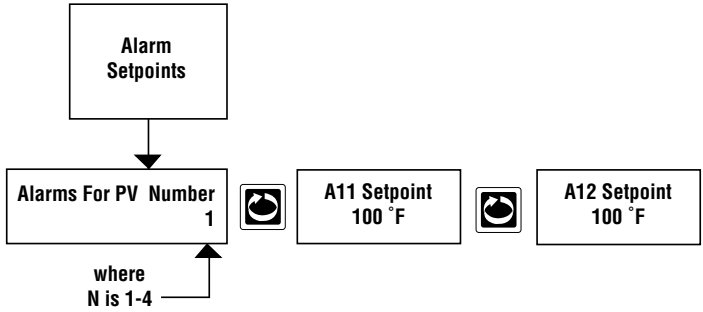 Alarm
Setpoints
Alarms For PV Number
1
A11 Setpoint
100 ˚F
A12 Setpoint
100 ˚F
where
N is 1-4